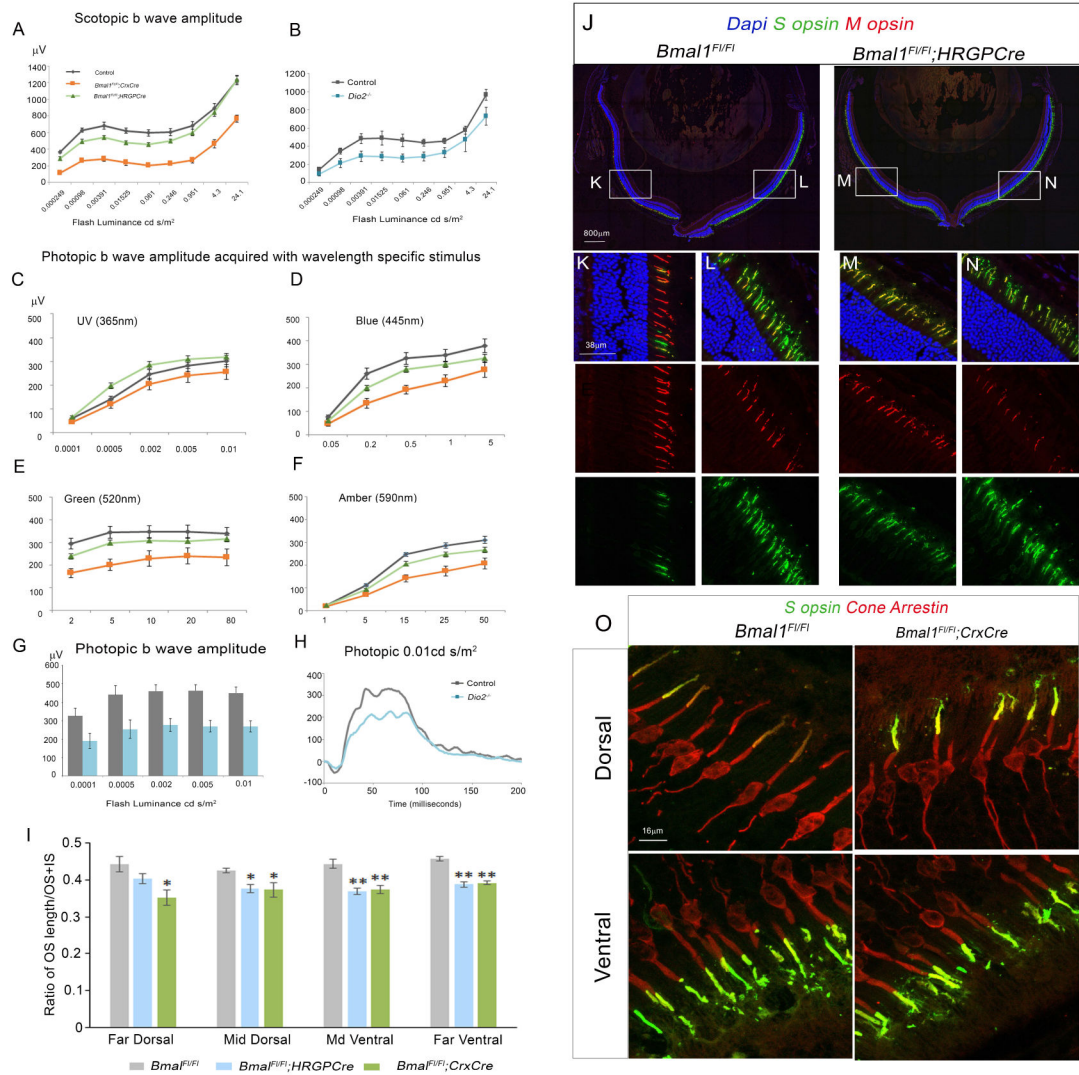 Scotopic b wave amplitude
A
B
µV
1400
1200
1000
800
600
400
200
0
Control
Bmal1Fl/Fl;CrxCre
Bmal1Fl/Fl;HRGPCre
0.000249
0.00098
0.00391
0.01525
0.061
0.246
0.951
4.3
24.1
Flash Luminance cd s/m²
1000
800
600
400
200
0
Control
Dio2-/-
0.000249
0.00098
0.00391
0.01525
0.061
0.246
0.951
4.3
24.1
Flash Luminance cd s/m²
Photopic b wave amplitude acquired with wavelength specific stimulus
C
µV
UV (365nm)
500
400
300
200
100
0
0.0001 0.0005 0.002 0.005 0.01
D
Blue (445nm)
500
400
300
200
100
0
0.05 0.2 0.5 1 5
E
Green (520nm)
500
400
300
200
100
0
2 5 10 20 80
F
Amber (590nm)
500
400
300
200
100
0
1 5 15 25 50
G Photopic b wave amplitude
µV
600
500
400
300
200
100
0
0.0001 0.0005 0.002 0.005 0.01
Flash Luminance cd s/m²
H
Photopic 0.01cd s/m²
400
300
200
100
0
-100
Control
Dio2-/-
0 50 100 150 200
Time (milliseconds)
I
Ratio of OS length/OS+IS
0.5
0.4
0.3
0.2
0.1
0
* * * ** ** ** **
Far Dorsal Mid Dorsal Md Ventral Far Ventral
BmalFl/Fl BmalFl/Fl;HRGPCre BmalFl/Fl;CrxCre
J
Dapi S opsin M opsin
Bmal1Fl/Fl Bmal1Fl/Fl;HRGPCre
K L M N
800µm
K L M N
38µm
O
S opsin Cone Arrestin
Bmal1Fl/Fl Bmal1Fl/Fl;CrxCre
Dorsal
16µm
Ventral